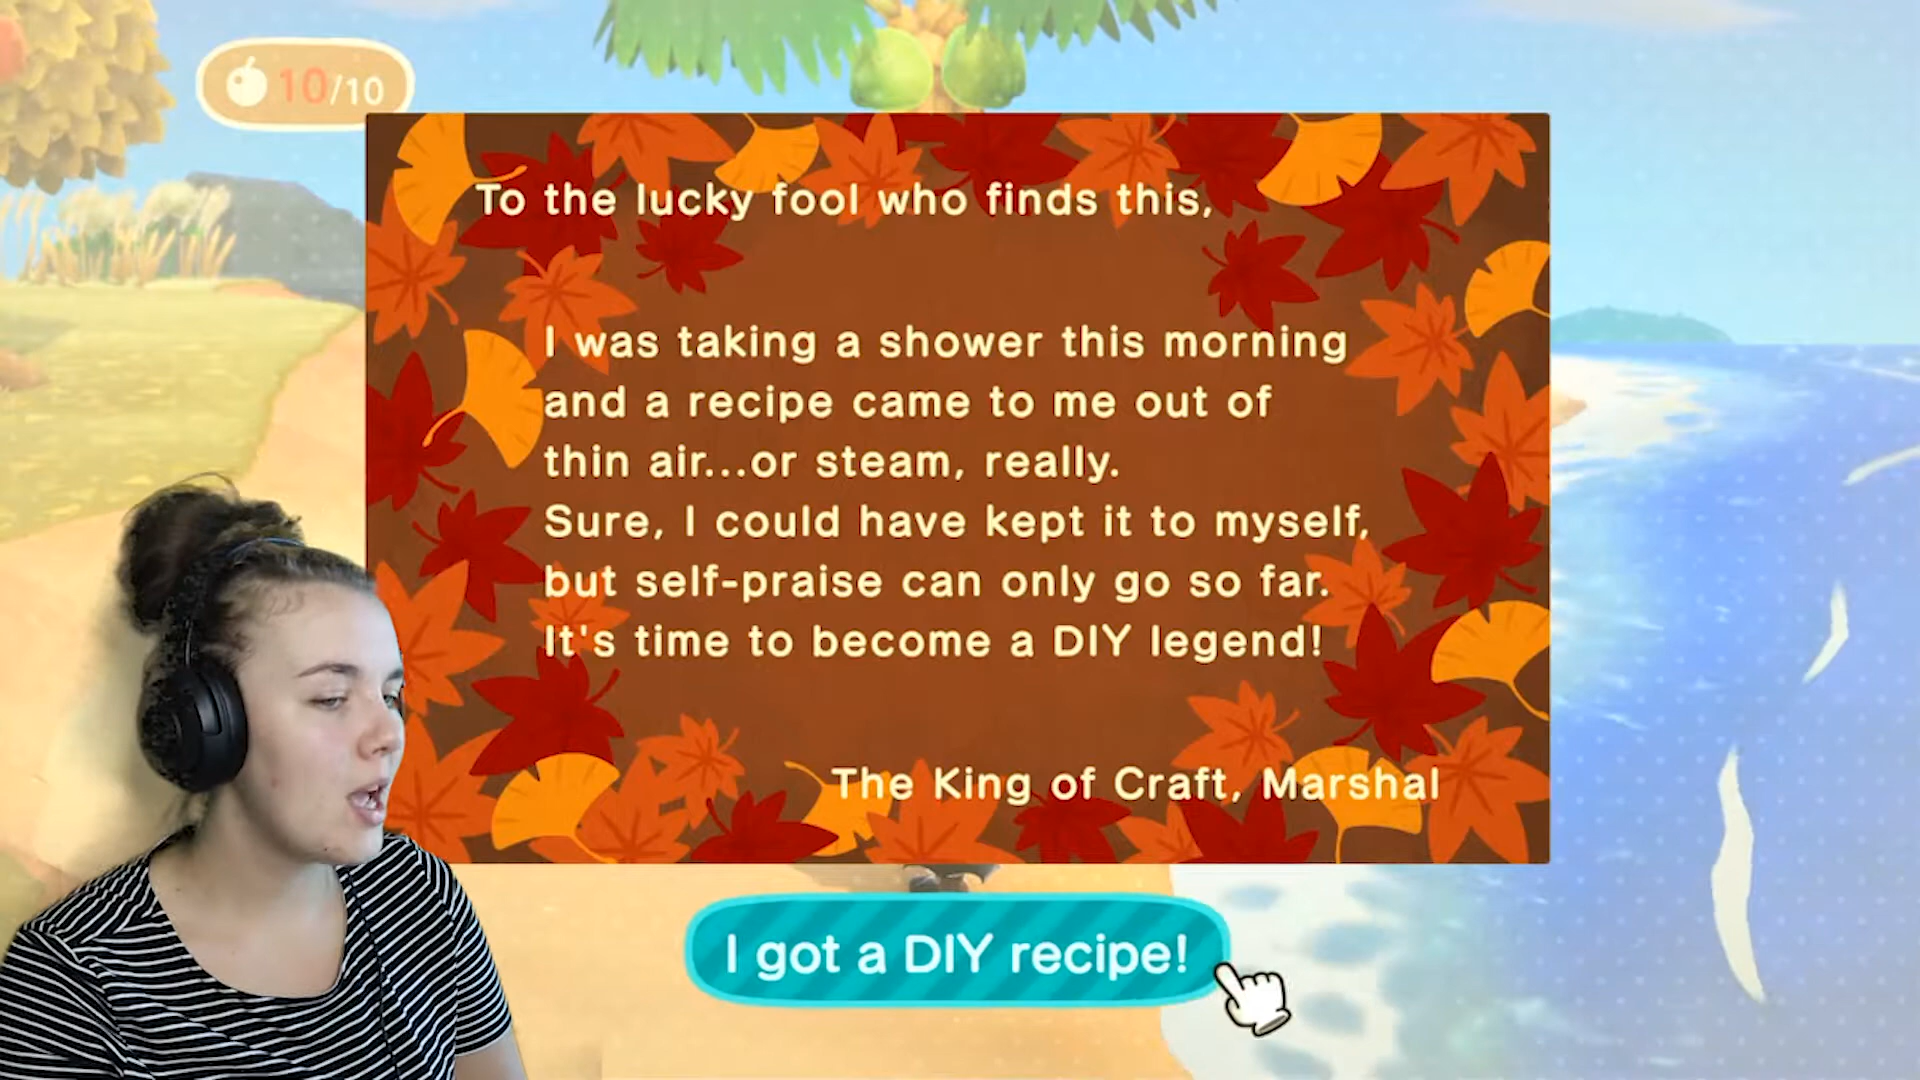 10/10
To the lucky fool who finds this,
I was taking a shower this morning
and a recipe came to me out of
thin air...or steam, really.
Sure, I could have kept it to myself,
but self-praise can only go so far.
It's time to become a DIY legend!
The King of Craft, Marshal
I got a DIY recipe!